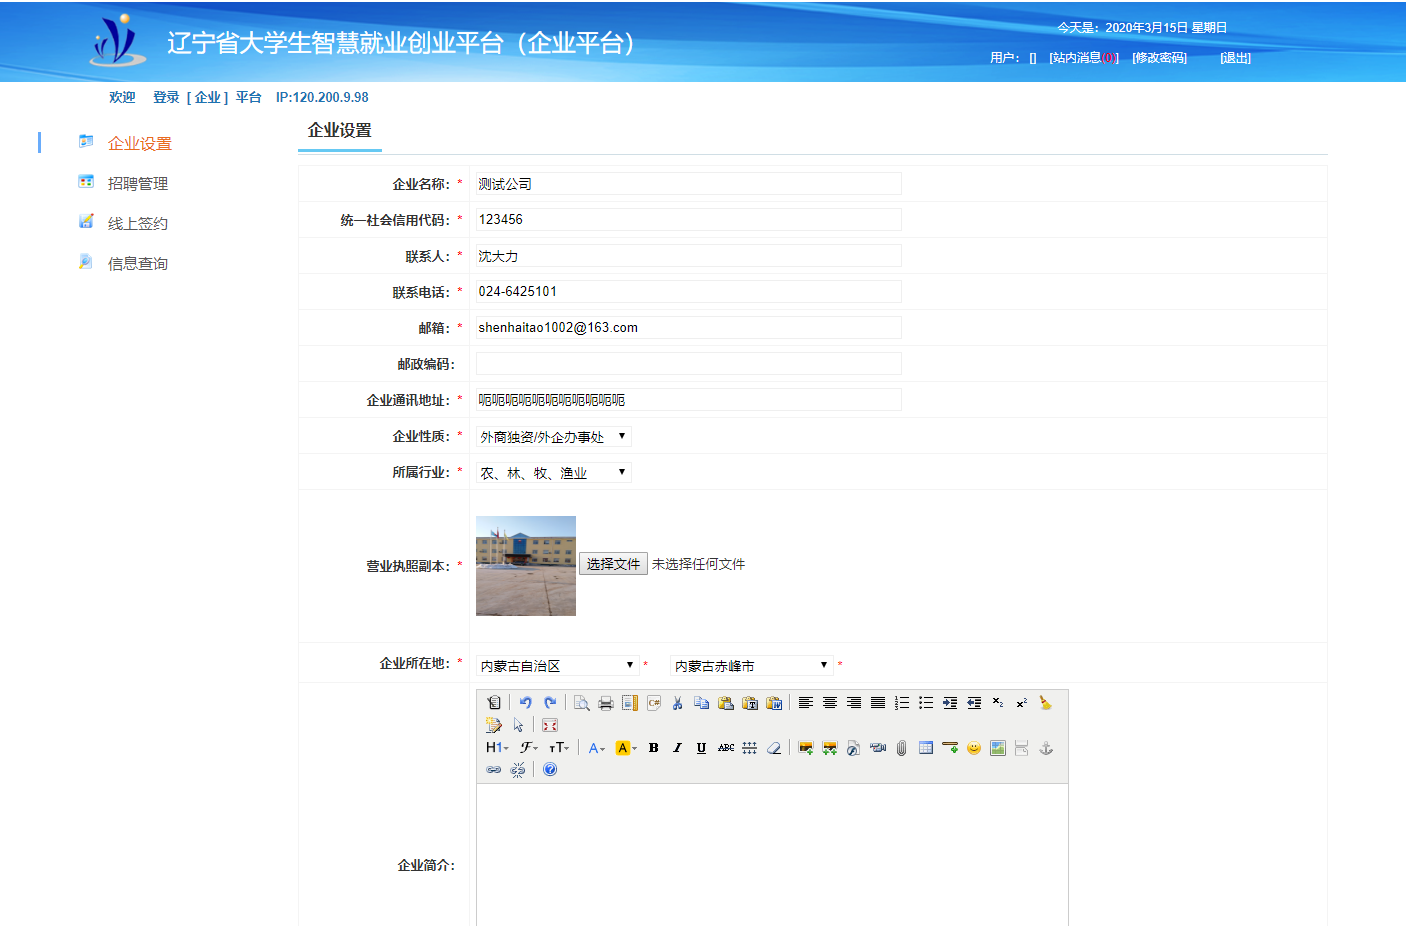 辽宁省大学生智慧就业创业平台（企业平台）
今天是：2020年3月15日 星期日
用户： [] [站内消息(0)] [修改密码] [退出]
欢迎 登录 [ 企业 ] 平台 IP:120.200.9.98
企业设置
招聘管理
线上签约
信息查询
企业设置
企业名称：* 测试公司
统一社会信用代码：* 123456
联系人：* 沈大力
联系电话：* 024-6425101
邮箱：* shenhaitao1002@163.com
邮政编码：
企业通讯地址：* 呃呃呃呃呃呃呃呃呃呃呃
企业性质：* 外商独资/外企办事处
所属行业：* 农、林、牧、渔业
营业执照副本：* 选择文件 未选择任何文件
企业所在地：* 内蒙古自治区 * 内蒙古赤峰市 *
企业简介：